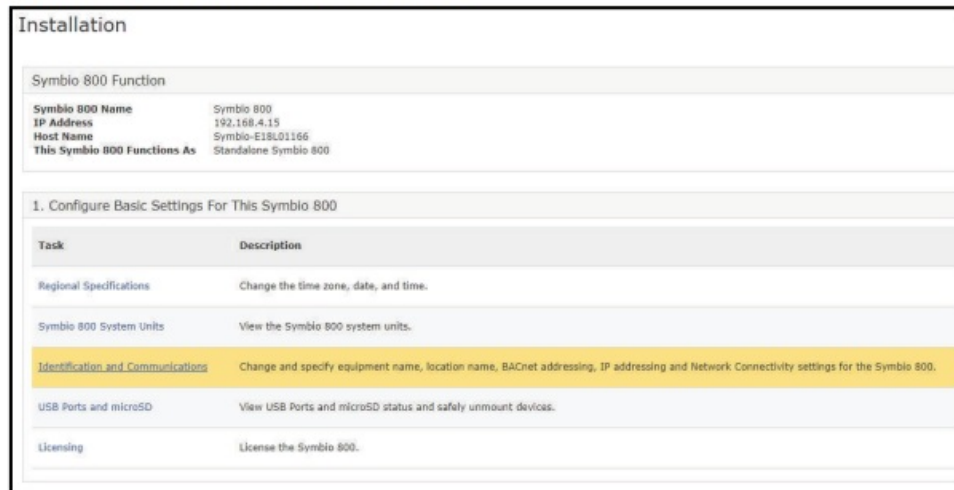 Installation
Symbio 800 Function
Symbio 800 Name Symbio 800
IP Address 192.168.4.15
Host Name Symbio-E18L01166
This Symbio 800 Functions As Standalone Symbio 800
1. Configure Basic Settings For This Symbio 800
Task Description
Regional Specifications Change the time zone, date, and time.
Symbio 800 System Units View the Symbio 800 system units.
Identification and Communications Change and specify equipment name, location name, BACnet addressing, IP addressing and Network Connectivity settings for the Symbio 800.
USB Ports and microSD View USB Ports and microSD status and safely unmount devices.
Licensing License the Symbio 800.